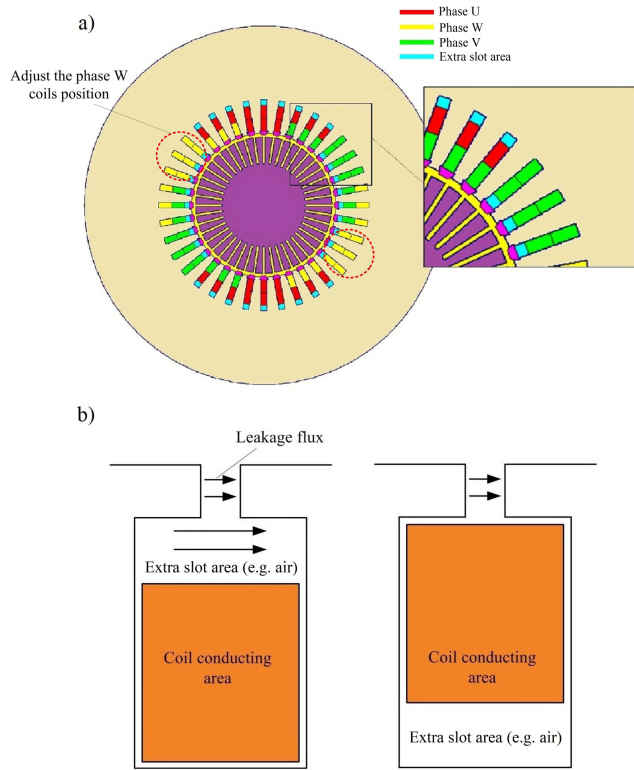 a)
Phase U
Phase W
Phase V
Extra slot area
Adjust the phase W
coils position
b)
Leakage flux
Extra slot area (e.g. air)
Coil conducting
area
Coil conducting
area
Extra slot area (e.g. air)